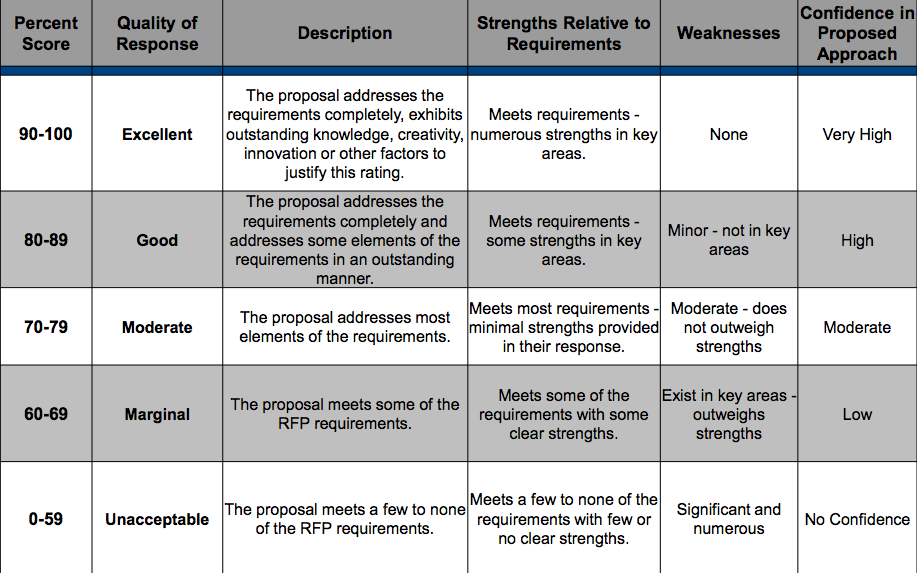 Percent
Score
Quality of
Response
Description
Strengths Relative to
Requirements
Weaknesses
Confidence in
Proposed
Approach
90-100
Excellent
The proposal addresses the
requirements completely, exhibits
outstanding knowledge, creativity,
innovation or other factors to
justify this rating.
Meets requirements -
numerous strengths in key
areas.
None
Very High
80-89
Good
The proposal addresses the
requirements completely and
addresses some elements of the
requirements in an outstanding
manner.
Meets requirements -
some strengths in key
areas.
Minor - not in key
areas
High
70-79
Moderate
The proposal addresses most
elements of the requirements.
Meets most requirements -
minimal strengths provided
in their response.
Moderate - does
not outweigh
strengths
Moderate
60-69
Marginal
The proposal meets some of the
RFP requirements.
Meets some of the
requirements with some
clear strengths.
Exist in key areas -
outweighs
strengths
Low
0-59
Unacceptable
The proposal meets a few to none
of the RFP requirements.
Meets a few to none of the
requirements with few or
no clear strengths.
Significant and
numerous
No Confidence